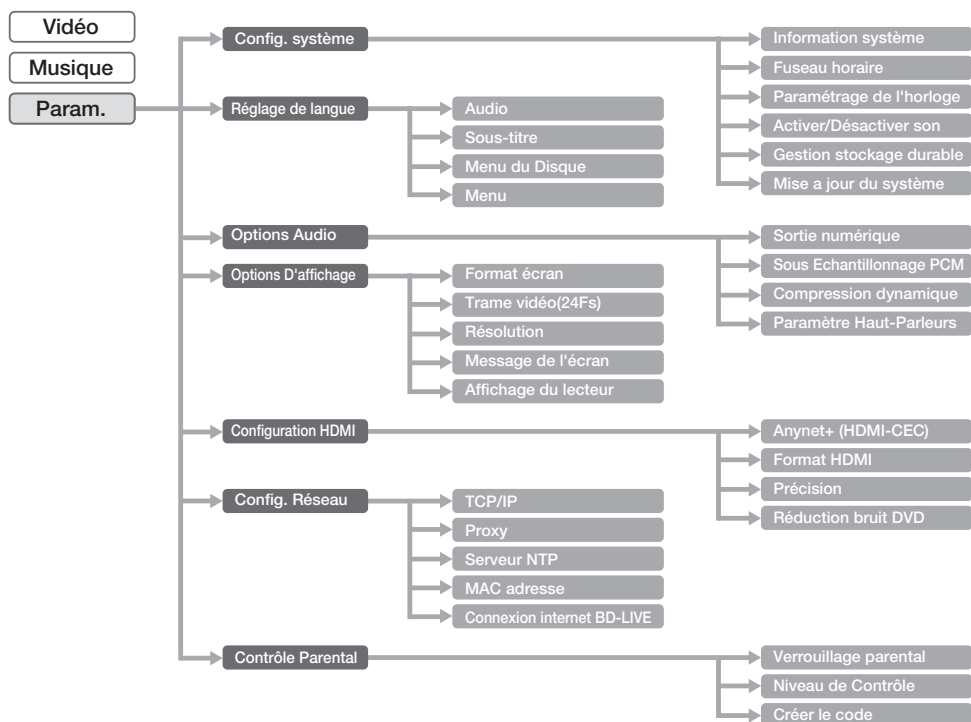 Vidéo
Musique
Param.
Config. système
Information système
Fuseau horaire
Paramétrage de l'horloge
Activer/Désactiver son
Gestion stockage durable
Mise a jour du système
Réglage de langue
Audio
Sous-titre
Menu du Disque
Menu
Options Audio
Sortie numérique
Sous Echantillonnage PCM
Compression dynamique
Paramètre Haut-Parleurs
Options D'affichage
Format écran
Trame vidéo(24Fs)
Résolution
Message de l'écran
Affichage du lecteur
Configuration HDMI
Anynet+ (HDMI-CEC)
Format HDMI
Précision
Réduction bruit DVD
Config. Réseau
TCP/IP
Proxy
Serveur NTP
MAC adresse
Connexion internet BD-LIVE
Contrôle Parental
Verrouillage parental
Niveau de Contrôle
Créer le code